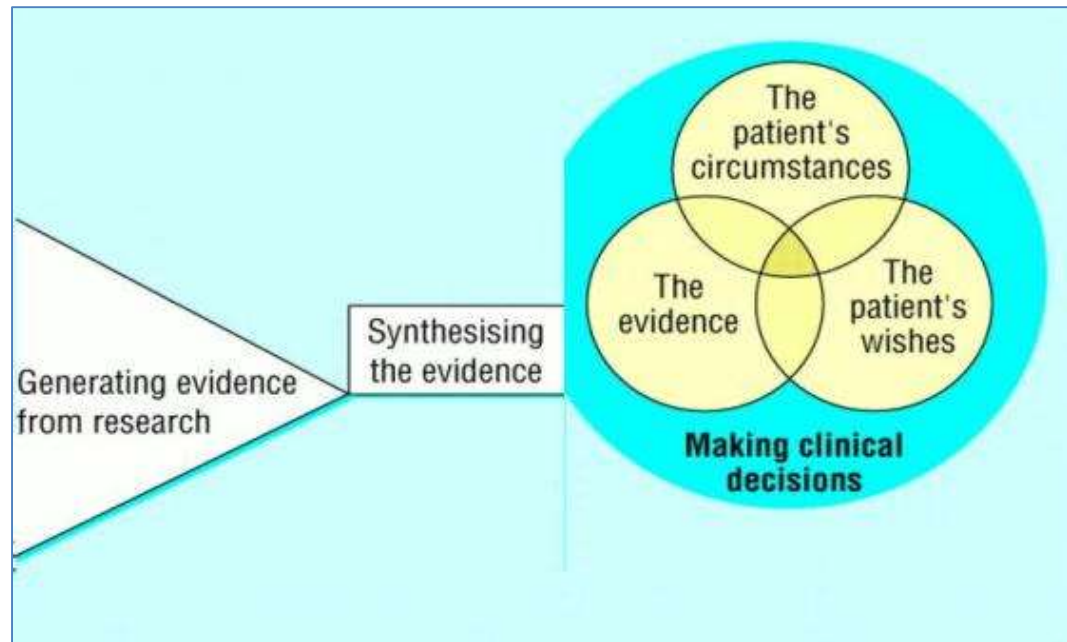 Generating evidence
from research
Synthesising
the evidence
The
patient's
circumstances
The
evidence
The
patient's
wishes
Making clinical
decisions